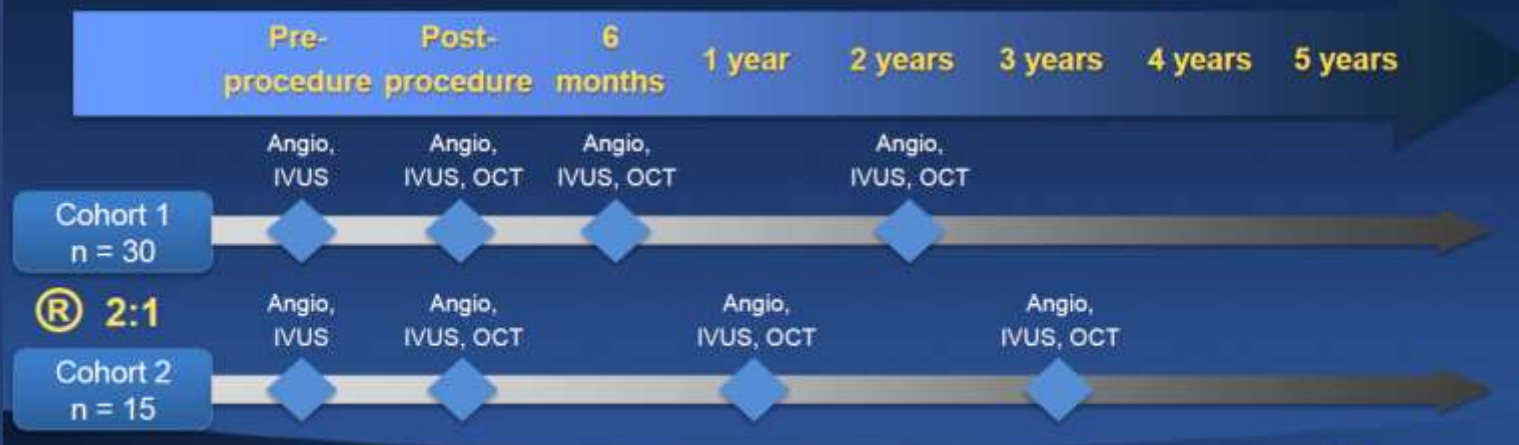 Pre-procedure
Post-procedure
6 months
1 year
2 years
3 years
4 years
5 years
Angio,
IVUS
Angio,
IVUS, OCT
Angio,
IVUS, OCT
Angio,
IVUS, OCT
Cohort 1
n = 30
® 2:1
Angio,
IVUS
Angio,
IVUS, OCT
Angio,
IVUS, OCT
Angio,
IVUS, OCT
Cohort 2
n = 15